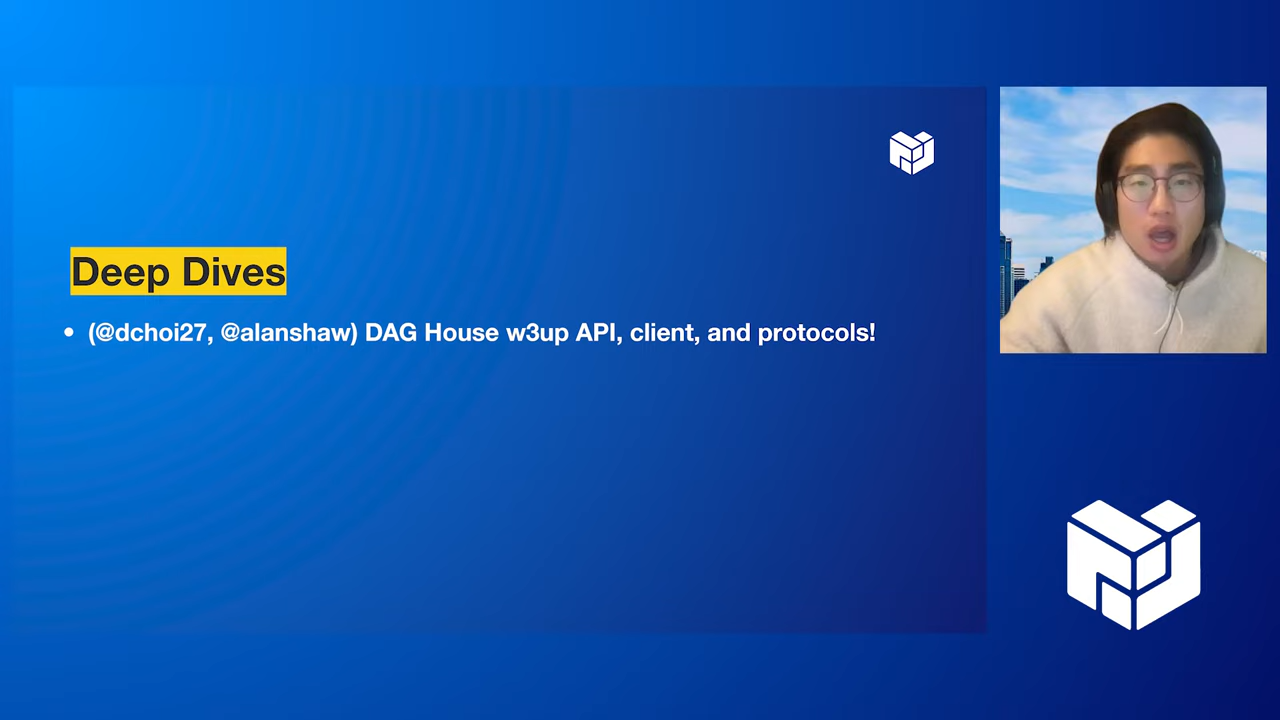 Deep Dives
• (@dchoi27, @alanshaw) DAG House w3up API, client, and protocols!